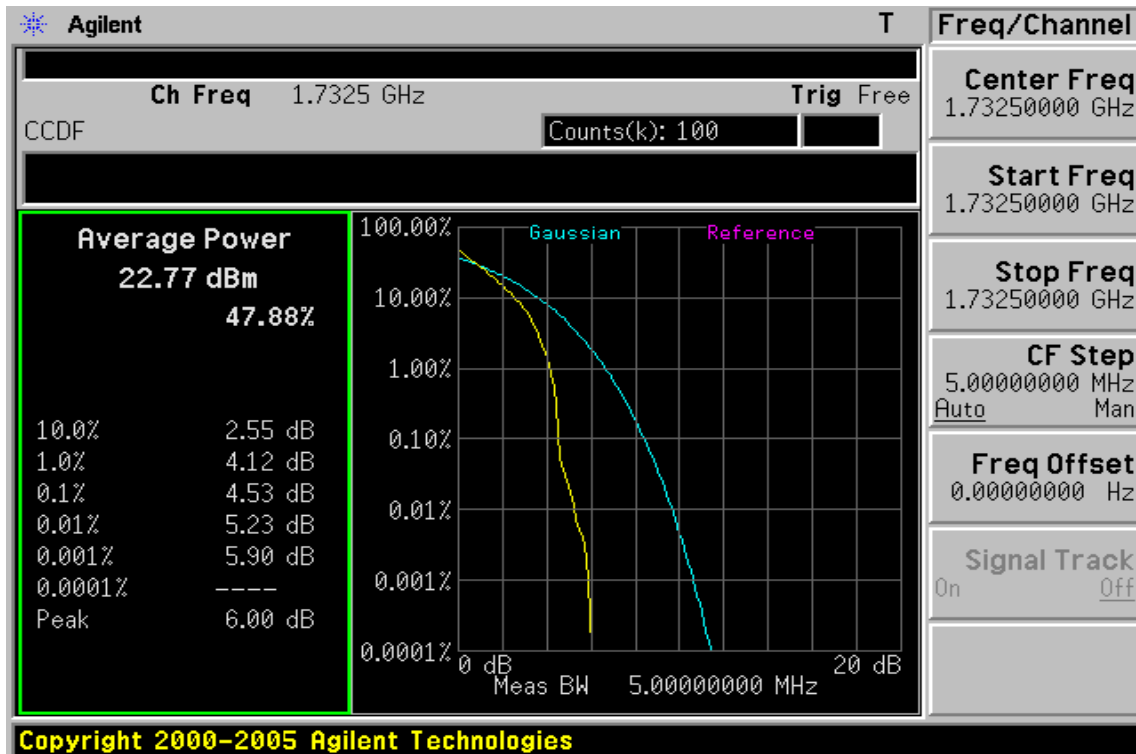 Agilent T
Ch Freq 1.7325 GHz Trig Free
CCDF Counts(k): 100
Average Power
22.77 dBm
47.88%
10.0% 2.55 dB
1.0% 4.12 dB
0.1% 4.53 dB
0.01% 5.23 dB
0.001% 5.90 dB
0.0001% ----
Peak 6.00 dB
Gaussian Reference
100.00%
10.00%
1.00%
0.10%
0.01%
0.001%
0.0001%
0 dB 20 dB
Meas BW 5.00000000 MHz
Freq/Channel
Center Freq
1.73250000 GHz
Start Freq
1.73250000 GHz
Stop Freq
1.73250000 GHz
CF Step
5.00000000 MHz
Auto Man
Freq Offset
0.00000000 Hz
Signal Track
On Off
Copyright 2000-2005 Agilent Technologies